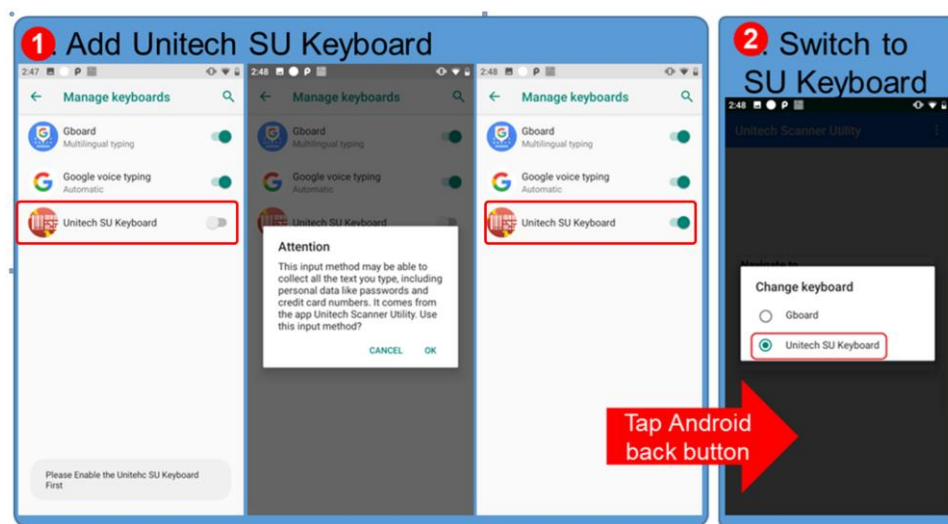 1. Add Unitech SU Keyboard
2:47
Manage keyboards
Gboard
Multilingual typing
Google voice typing
Automatic
Unitech SU Keyboard
Please Enable the Unitehc SU Keyboard
First
2:48
Manage keyboards
Gboard
Multilingual typing
Google voice typing
Automatic
Unitech SU Keyboard
Attention
This input method may be able to
collect all the text you type, including
personal data like passwords and
credit card numbers. It comes from
the app Unitech Scanner Utility. Use
this input method?
CANCEL OK
2:48
Manage keyboards
Gboard
Multilingual typing
Google voice typing
Automatic
Unitech SU Keyboard
Tap Android
back button
2. Switch to
SU Keyboard
2:48
Unitech Scanner Utility
Navigate to
Change keyboard
Gboard
Unitech SU Keyboard